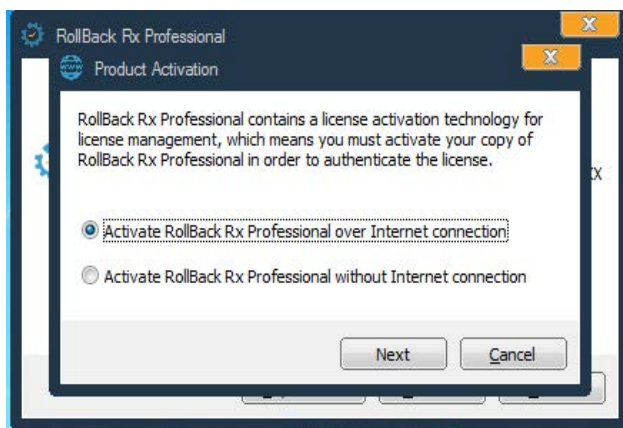 RollBack Rx Professional
X
Product Activation
X
RollBack Rx Professional contains a license activation technology for
license management, which means you must activate your copy of
RollBack Rx Professional in order to authenticate the license.
Activate RollBack Rx Professional over Internet connection
Activate RollBack Rx Professional without Internet connection
Next
Cancel